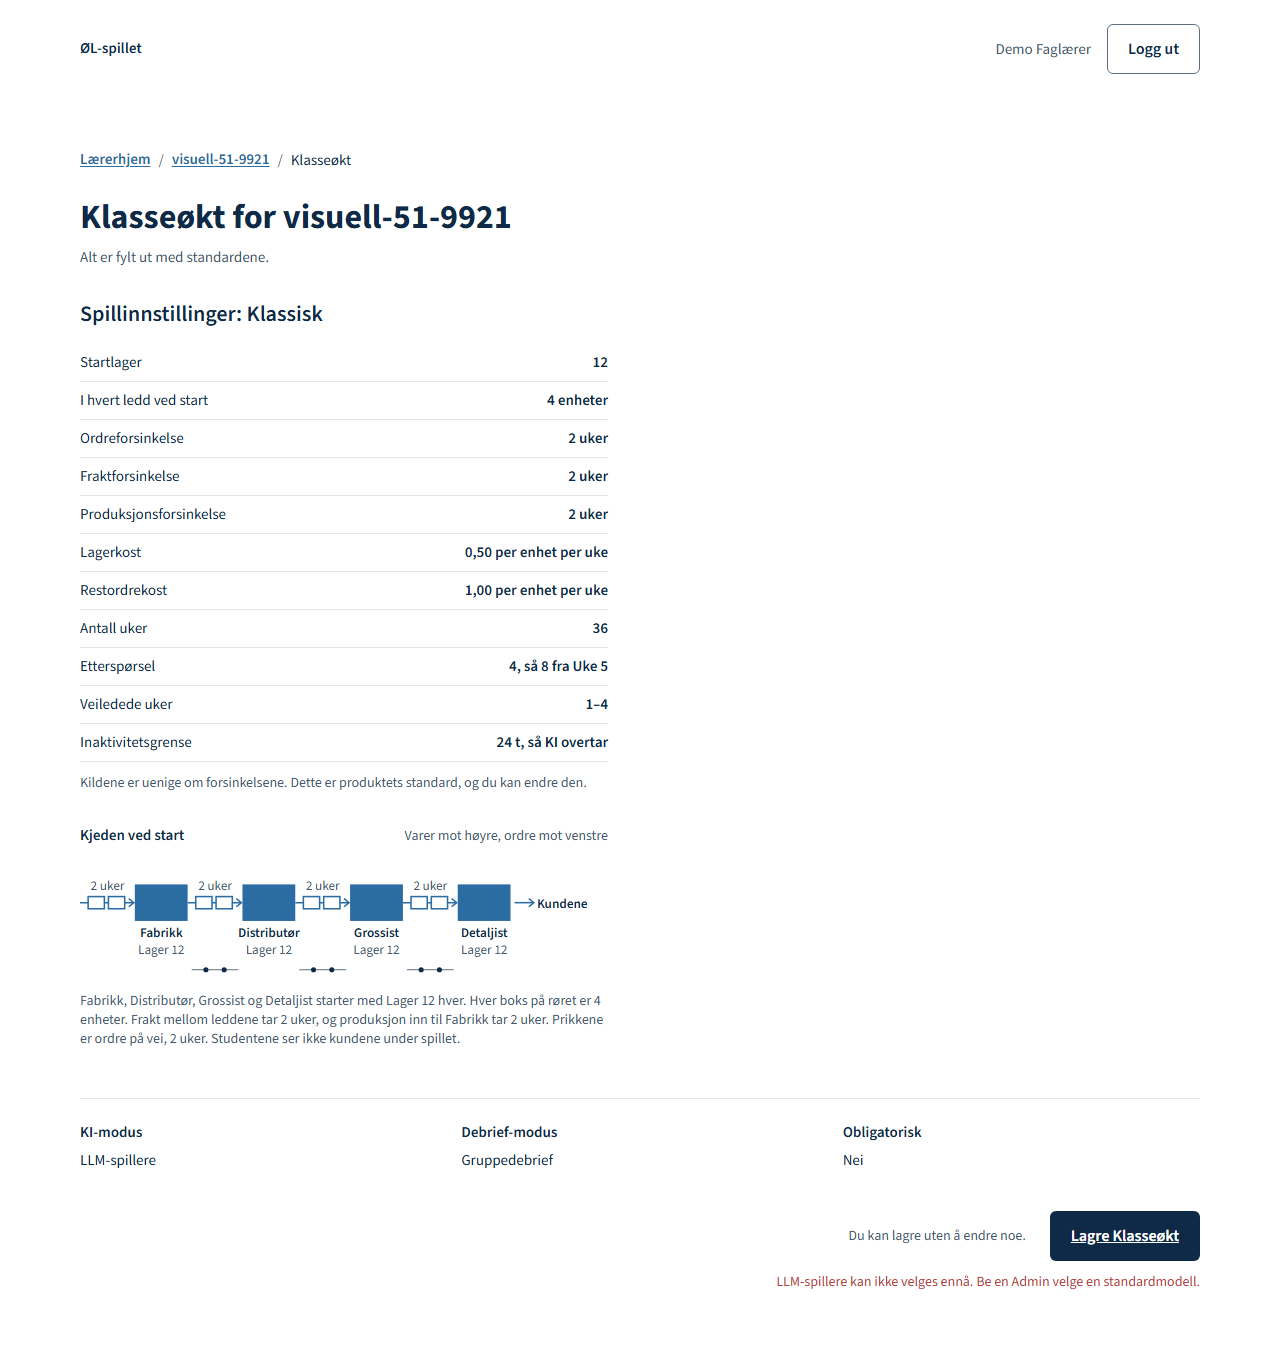 ØL-spillet
Demo Faglærer
Logg ut
Lærerhjem / visuell-51-9921 / Klasseøkt
Klasseøkt for visuell-51-9921
Alt er fylt ut med standardene.
Spillinnstillinger: Klassisk
Startlager 12
I hvert ledd ved start 4 enheter
Ordreforsinkelse 2 uker
Fraktforsinkelse 2 uker
Produksjonsforsinkelse 2 uker
Lagerkost 0,50 per enhet per uke
Restordrekost 1,00 per enhet per uke
Antall uker 36
Etterspørsel 4, så 8 fra Uke 5
Veiledede uker 1–4
Inaktivitetsgrense 24 t, så KI overtar
Kildene er uenige om forsinkelsene. Dette er produktets standard, og du kan endre den.
Kjeden ved start Varer mot høyre, ordre mot venstre
2 uker 2 uker 2 uker 2 uker
Kundene
Fabrikk Distributør Grossist Detaljist
Lager 12 Lager 12 Lager 12 Lager 12
Fabrikk, Distributør, Grossist og Detaljist starter med Lager 12 hver. Hver boks på røret er 4
enheter. Frakt mellom leddene tar 2 uker, og produksjon inn til Fabrikk tar 2 uker. Prikkene
er ordre på vei, 2 uker. Studentene ser ikke kundene under spillet.
KI-modus Debrief-modus Obligatorisk
LLM-spillere Gruppedebrief Nei
Du kan lagre uten å endre noe. Lagre Klasseøkt
LLM-spillere kan ikke velges ennå. Be en Admin velge en standardmodell.